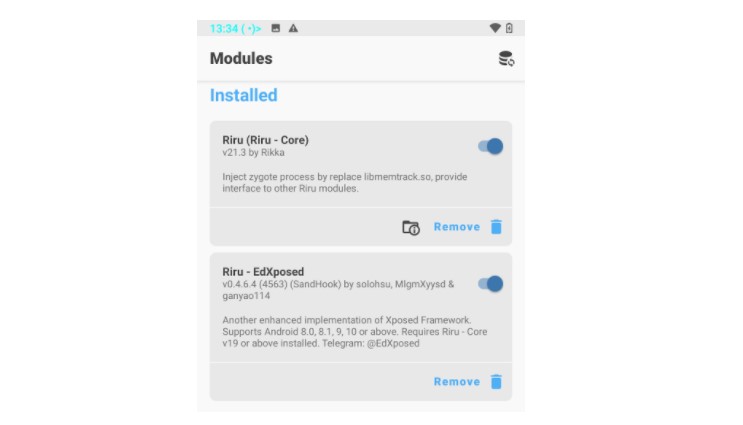 13:34 ( •)>
Modules
Installed
Riru (Riru - Core)
v21.3 by Rikka
Inject zygote process by replace libmemtrack.so, provide
interface to other Riru modules.
Remove
Riru - EdXposed
v0.4.6.4 (4563) (SandHook) by solohsu, MlgmXyysd &
ganyao114
Another enhanced implementation of Xposed Framework.
Supports Android 8.0, 8.1, 9, 10 or above. Requires Riru - Core
v19 or above installed. Telegram: @EdXposed
Remove